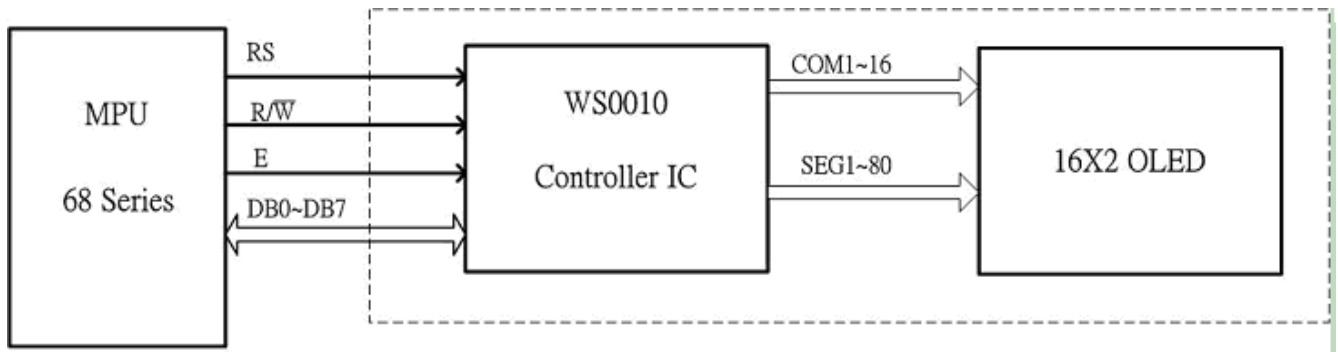 MPU
68 Series
RS
R/W̅
E
DB0~DB7
WS0010
Controller IC
COM1~16
SEG1~80
16X2 OLED